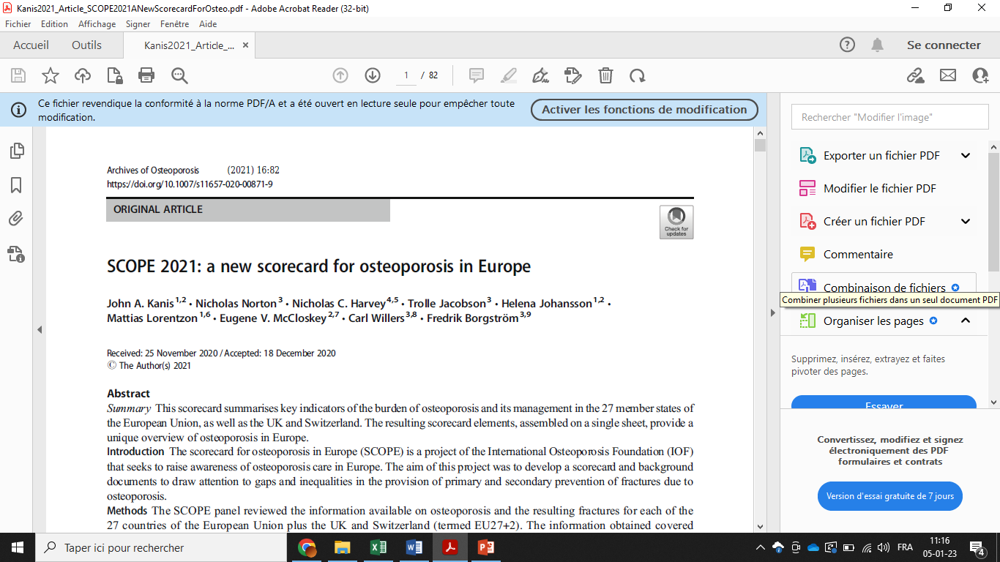 Kanis2021_Article_SCOPE2021ANewScorecardForOsteo.pdf - Adobe Acrobat Reader (32-bit)
Fichier Edition Affichage Signer Fenêtre Aide
Accueil Outils Kanis2021_Article_... × Se connecter
1 / 82
Ce fichier revendique la conformité à la norme PDF/A et a été ouvert en lecture seule pour empêcher toute
modification.
Activer les fonctions de modification
Archives of Osteoporosis (2021) 16:82
https://doi.org/10.1007/s11657-020-00871-9
ORIGINAL ARTICLE
Check for
updates
SCOPE 2021: a new scorecard for osteoporosis in Europe
John A. Kanis 1,2 • Nicholas Norton 3 • Nicholas C. Harvey 4,5 • Trolle Jacobson 3 • Helena Johansson 1,2 •
Mattias Lorentzon 1,6 • Eugene V. McCloskey 2,7 • Carl Willers 3,8 • Fredrik Borgström 3,9
Received: 25 November 2020 / Accepted: 18 December 2020
© The Author(s) 2021
Abstract
Summary This scorecard summarises key indicators of the burden of osteoporosis and its management in the 27 member states of
the European Union, as well as the UK and Switzerland. The resulting scorecard elements, assembled on a single sheet, provide a
unique overview of osteoporosis in Europe.
Introduction The scorecard for osteoporosis in Europe (SCOPE) is a project of the International Osteoporosis Foundation (IOF)
that seeks to raise awareness of osteoporosis care in Europe. The aim of this project was to develop a scorecard and background
documents to draw attention to gaps and inequalities in the provision of primary and secondary prevention of fractures due to
osteoporosis.
Methods The SCOPE panel reviewed the information available on osteoporosis and the resulting fractures for each of the
27 countries of the European Union plus the UK and Switzerland (termed EU27+2). The information obtained covered
Rechercher "Modifier l'image"
Exporter un fichier PDF
Modifier le fichier PDF
Créer un fichier PDF
Commentaire
Combinaison de fichiers
Combiner plusieurs fichiers dans un seul document PDF
Organiser les pages
Supprimez, insérez, extrayez et faites
pivoter des pages.
Essayer
Convertissez, modifiez et signez
électroniquement des PDF
formulaires et contrats
Version d'essai gratuite de 7 jours
Taper ici pour rechercher
FRA
11:16
05-01-23
4